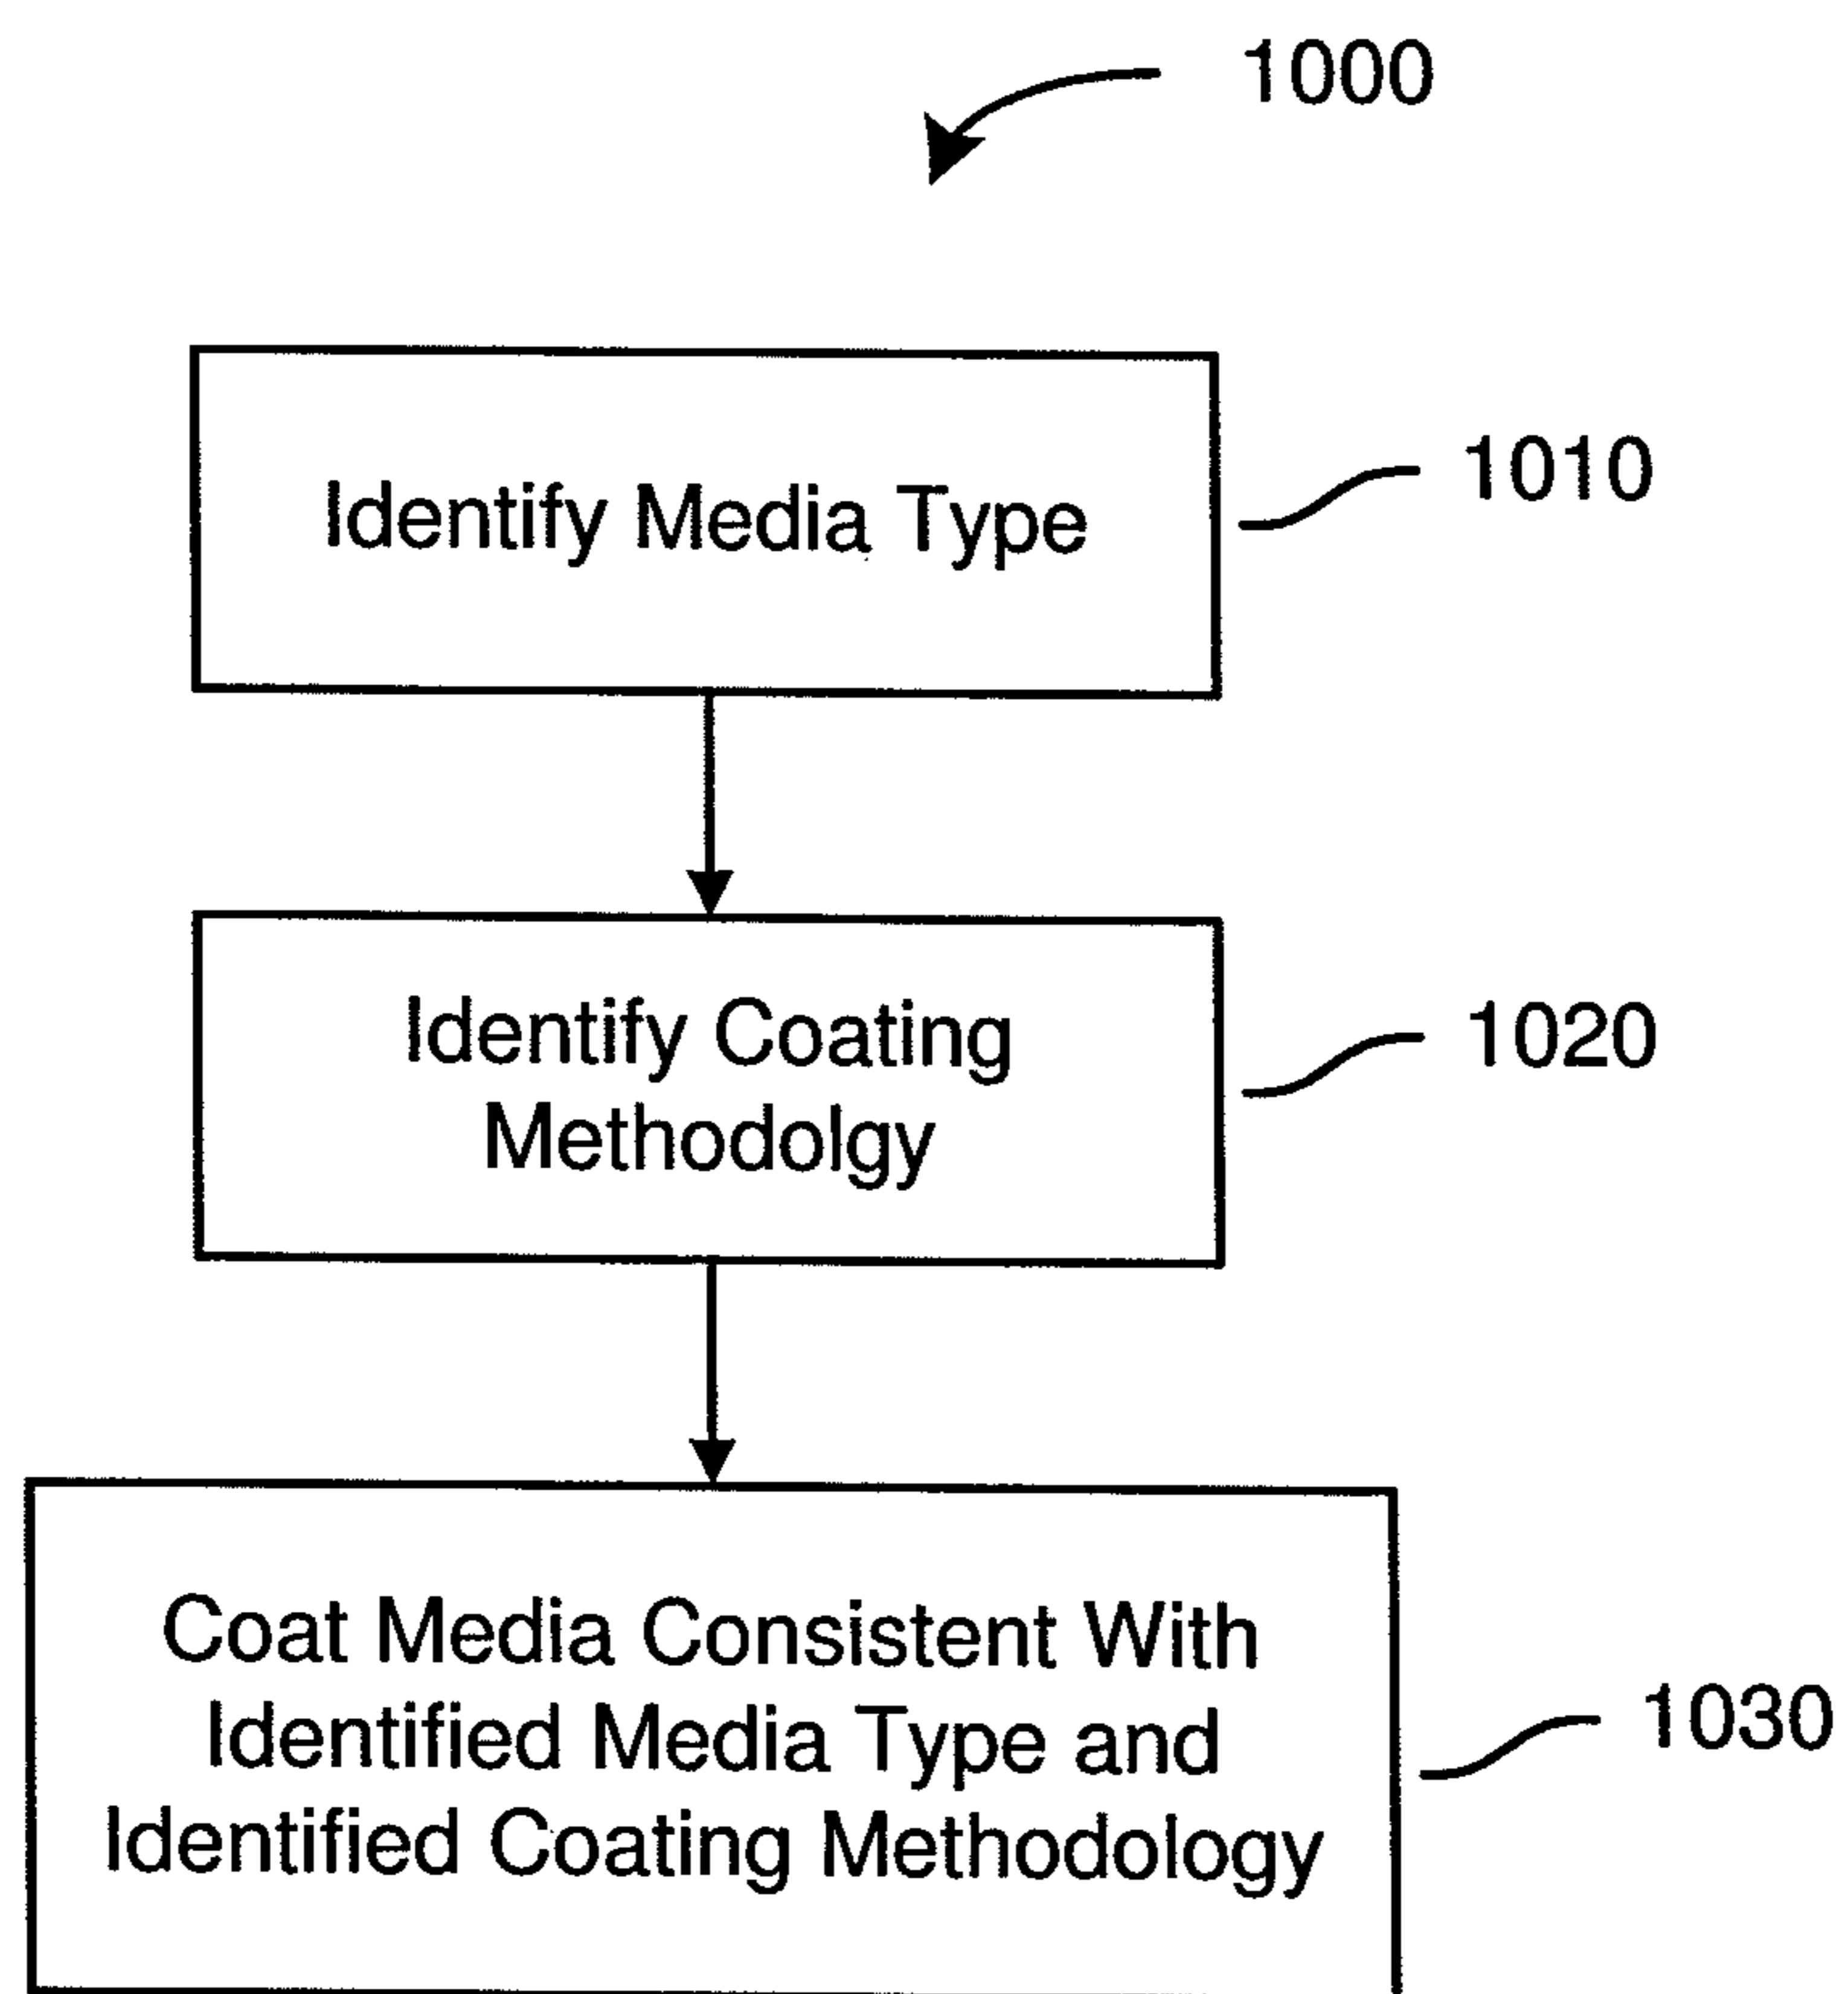 1000
Identify Media Type
1010
Identify Coating
Methodolgy
1020
Coat Media Consistent With
Identified Media Type and
Identified Coating Methodology
1030